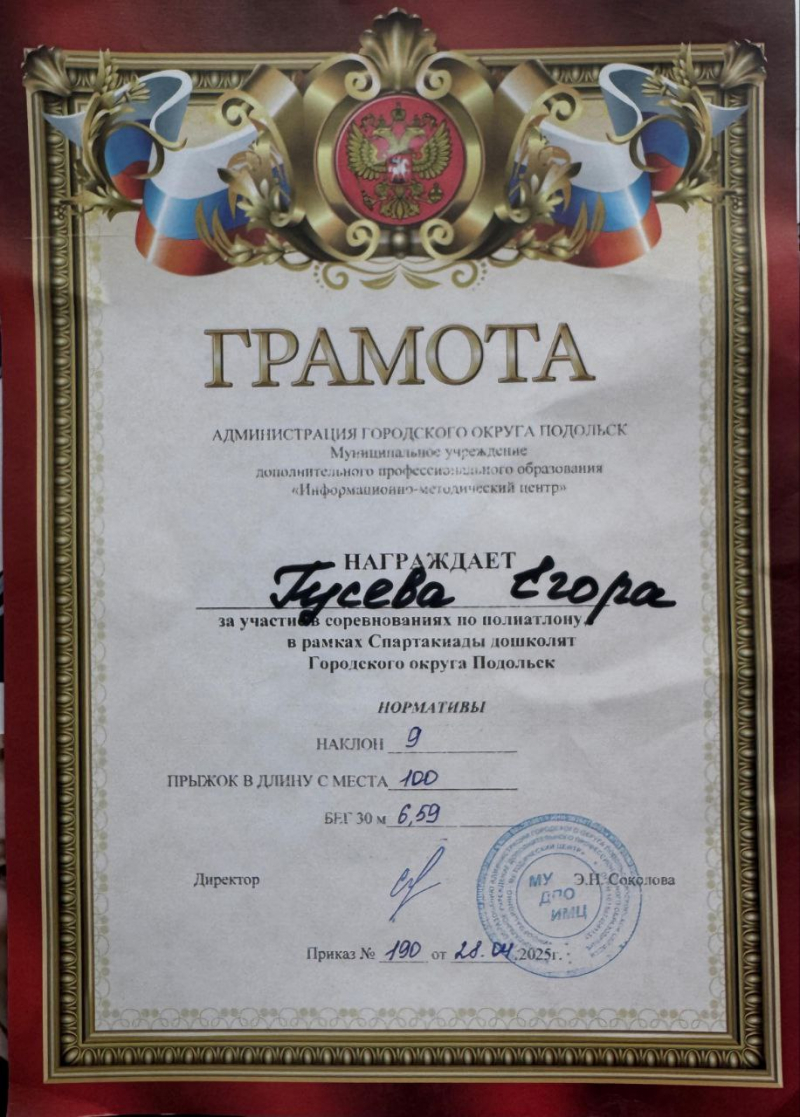 ГРАМОТА
АДМИНИСТРАЦИЯ ГОРОДСКОГО ОКРУГА ПОДОЛЬСК
Муниципальное учреждение
дополнительного профессионального образования
«Информационно-методический центр»
НАГРАЖДАЕТ
Гусева Егора
за участие в соревнованиях по полиатлону,
в рамках Спартакиады дошколят
Городского округа Подольск
НОРМАТИВЫ
НАКЛОН 9
ПРЫЖОК В ДЛИНУ С МЕСТА 100
БЕГ 30 м 6,59
Директор Э.Н. Соколова
МУ
ДПО
ИМЦ
Приказ № 190 от 28.04.2025г.